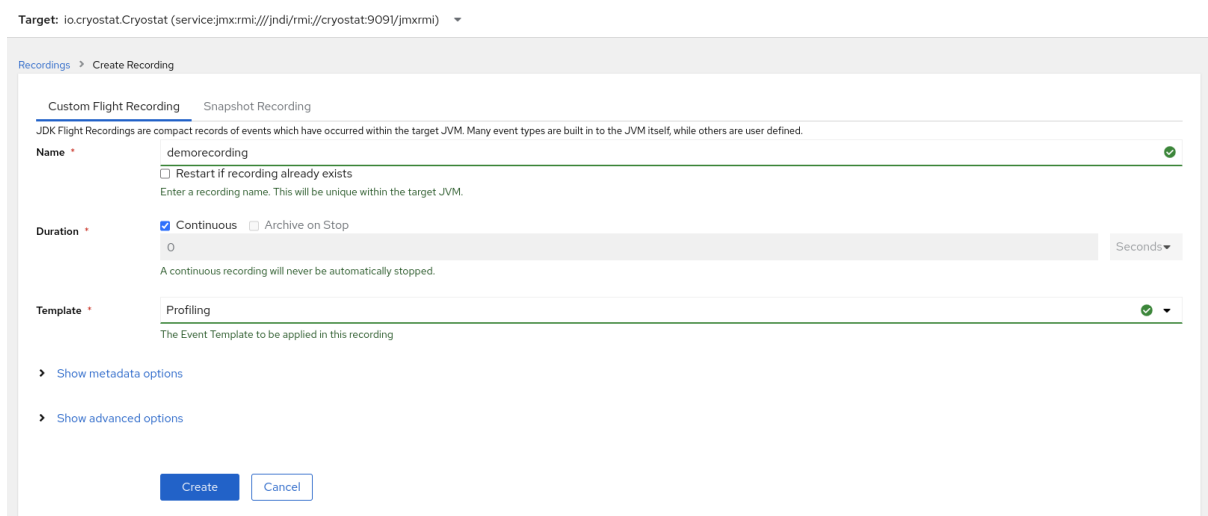 Target: io.cryostat.Cryostat (service:jmx:rmi:///jndi/rmi://cryostat:9091/jmxrmi)
Recordings > Create Recording
Custom Flight Recording Snapshot Recording
JDK Flight Recordings are compact records of events which have occurred within the target JVM. Many event types are built in to the JVM itself, while others are user defined.
Name * demorecording
Restart if recording already exists
Enter a recording name. This will be unique within the target JVM.
Continuous Archive on Stop
Duration *
0 Seconds
A continuous recording will never be automatically stopped.
Template * Profiling
The Event Template to be applied in this recording
Show metadata options
Show advanced options
Create Cancel